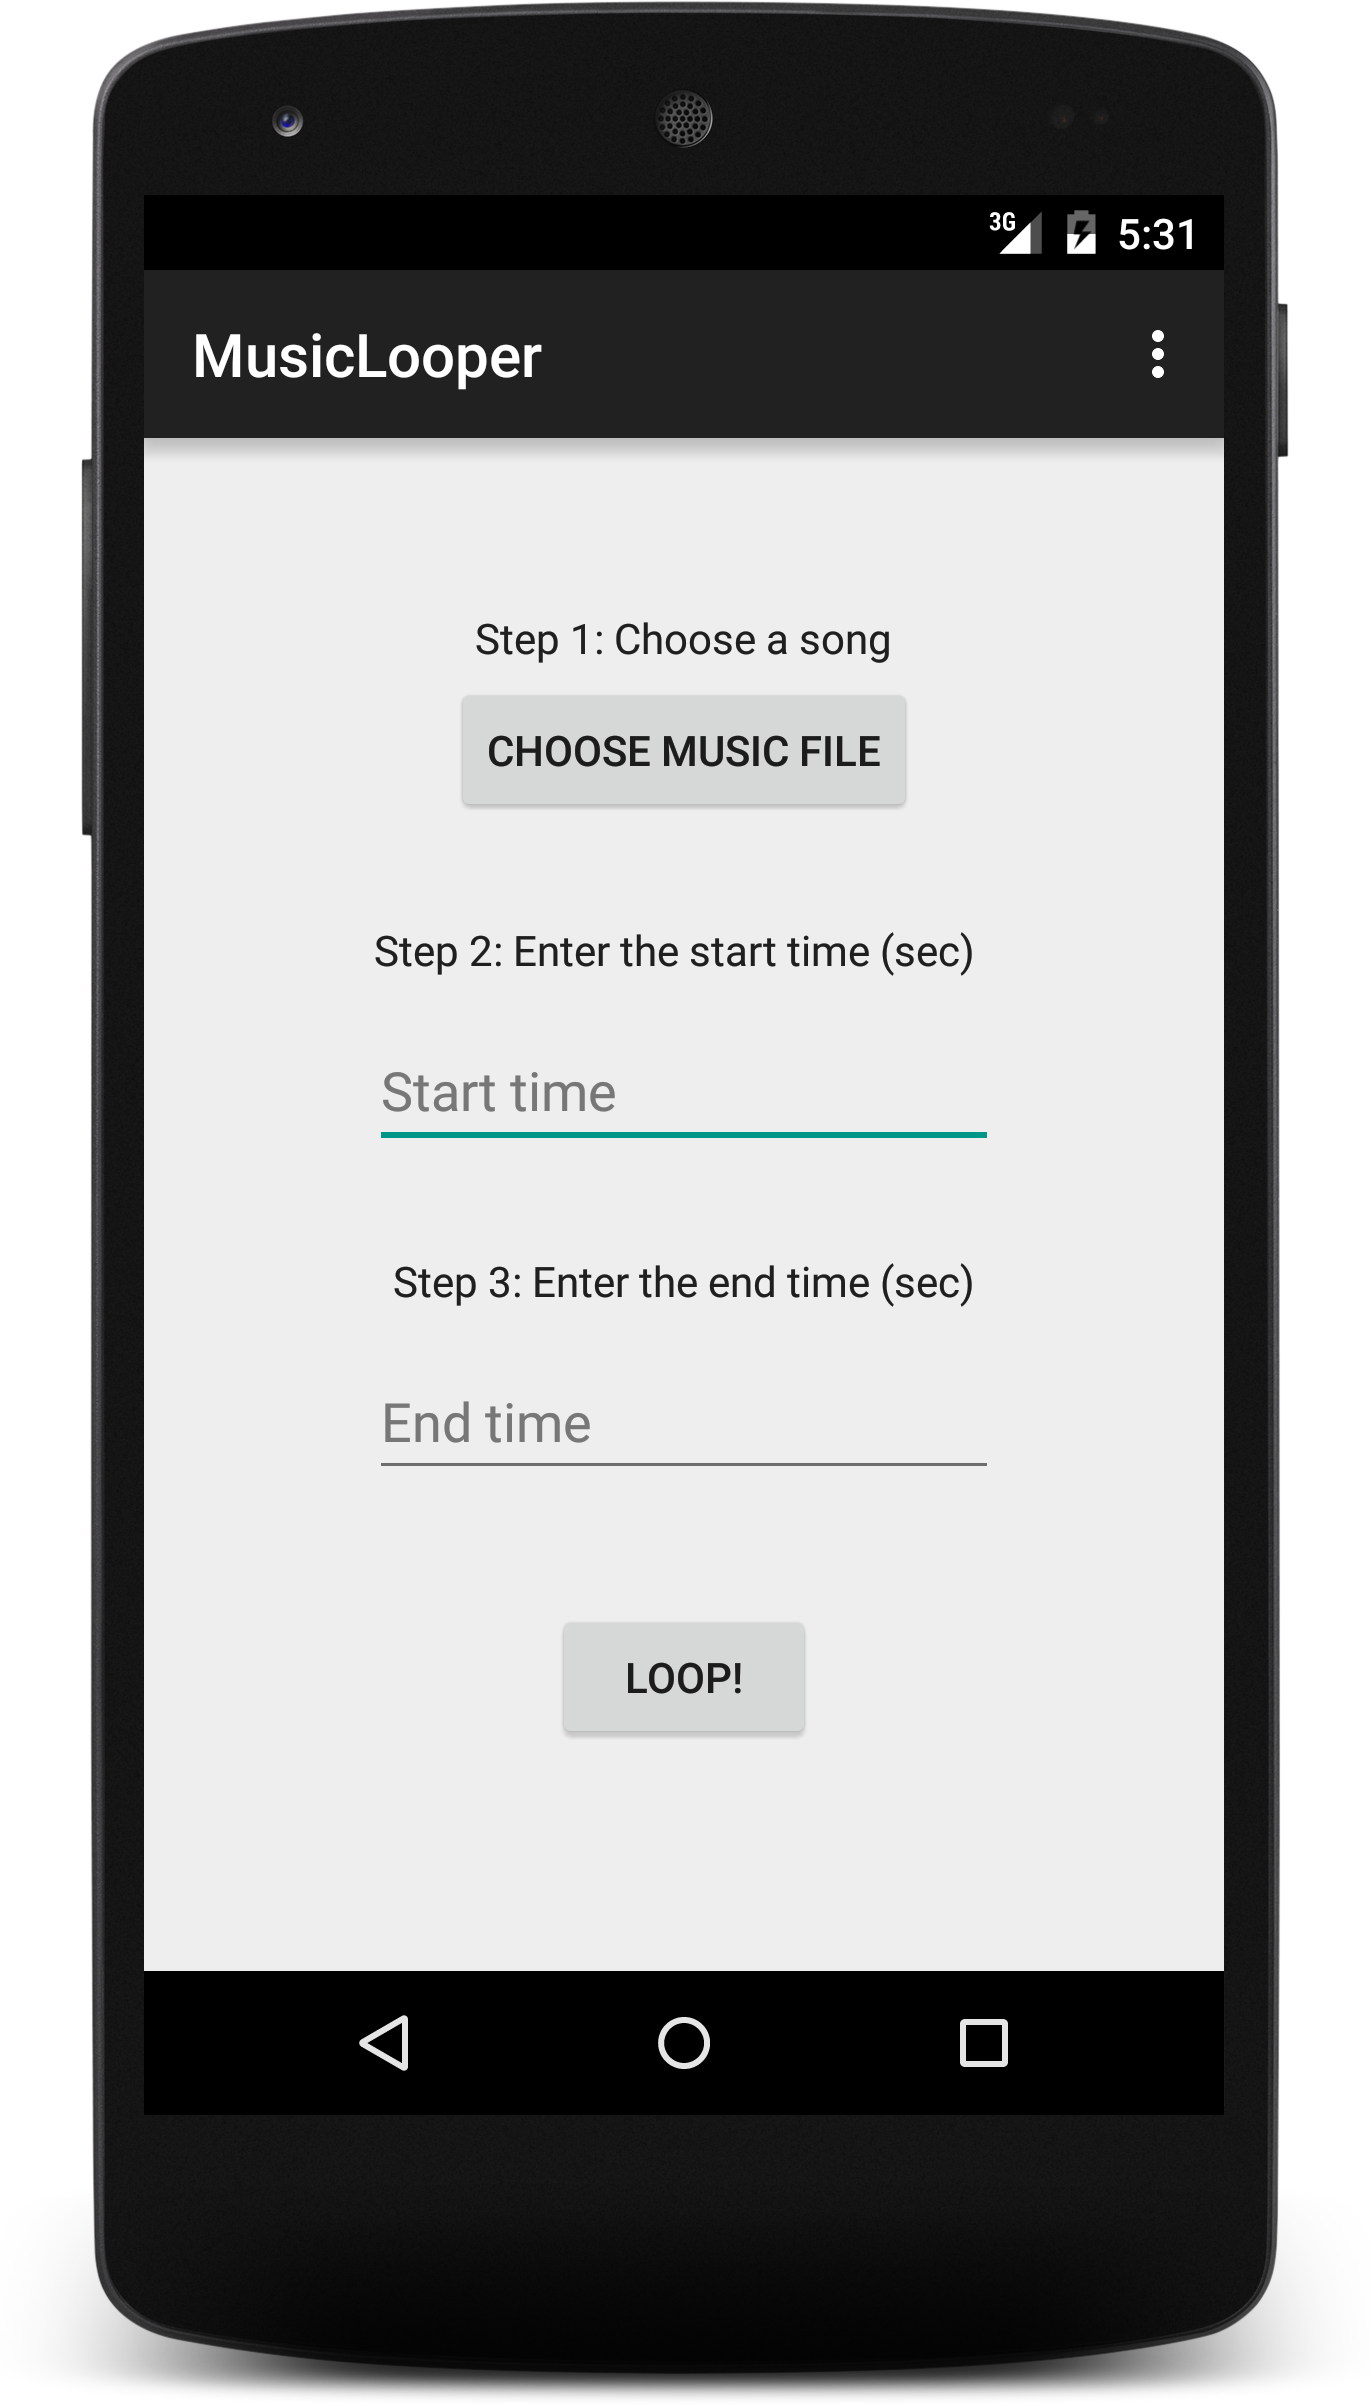 3G 5:31
MusicLooper
Step 1: Choose a song
CHOOSE MUSIC FILE
Step 2: Enter the start time (sec)
Start time
Step 3: Enter the end time (sec)
End time
LOOP!